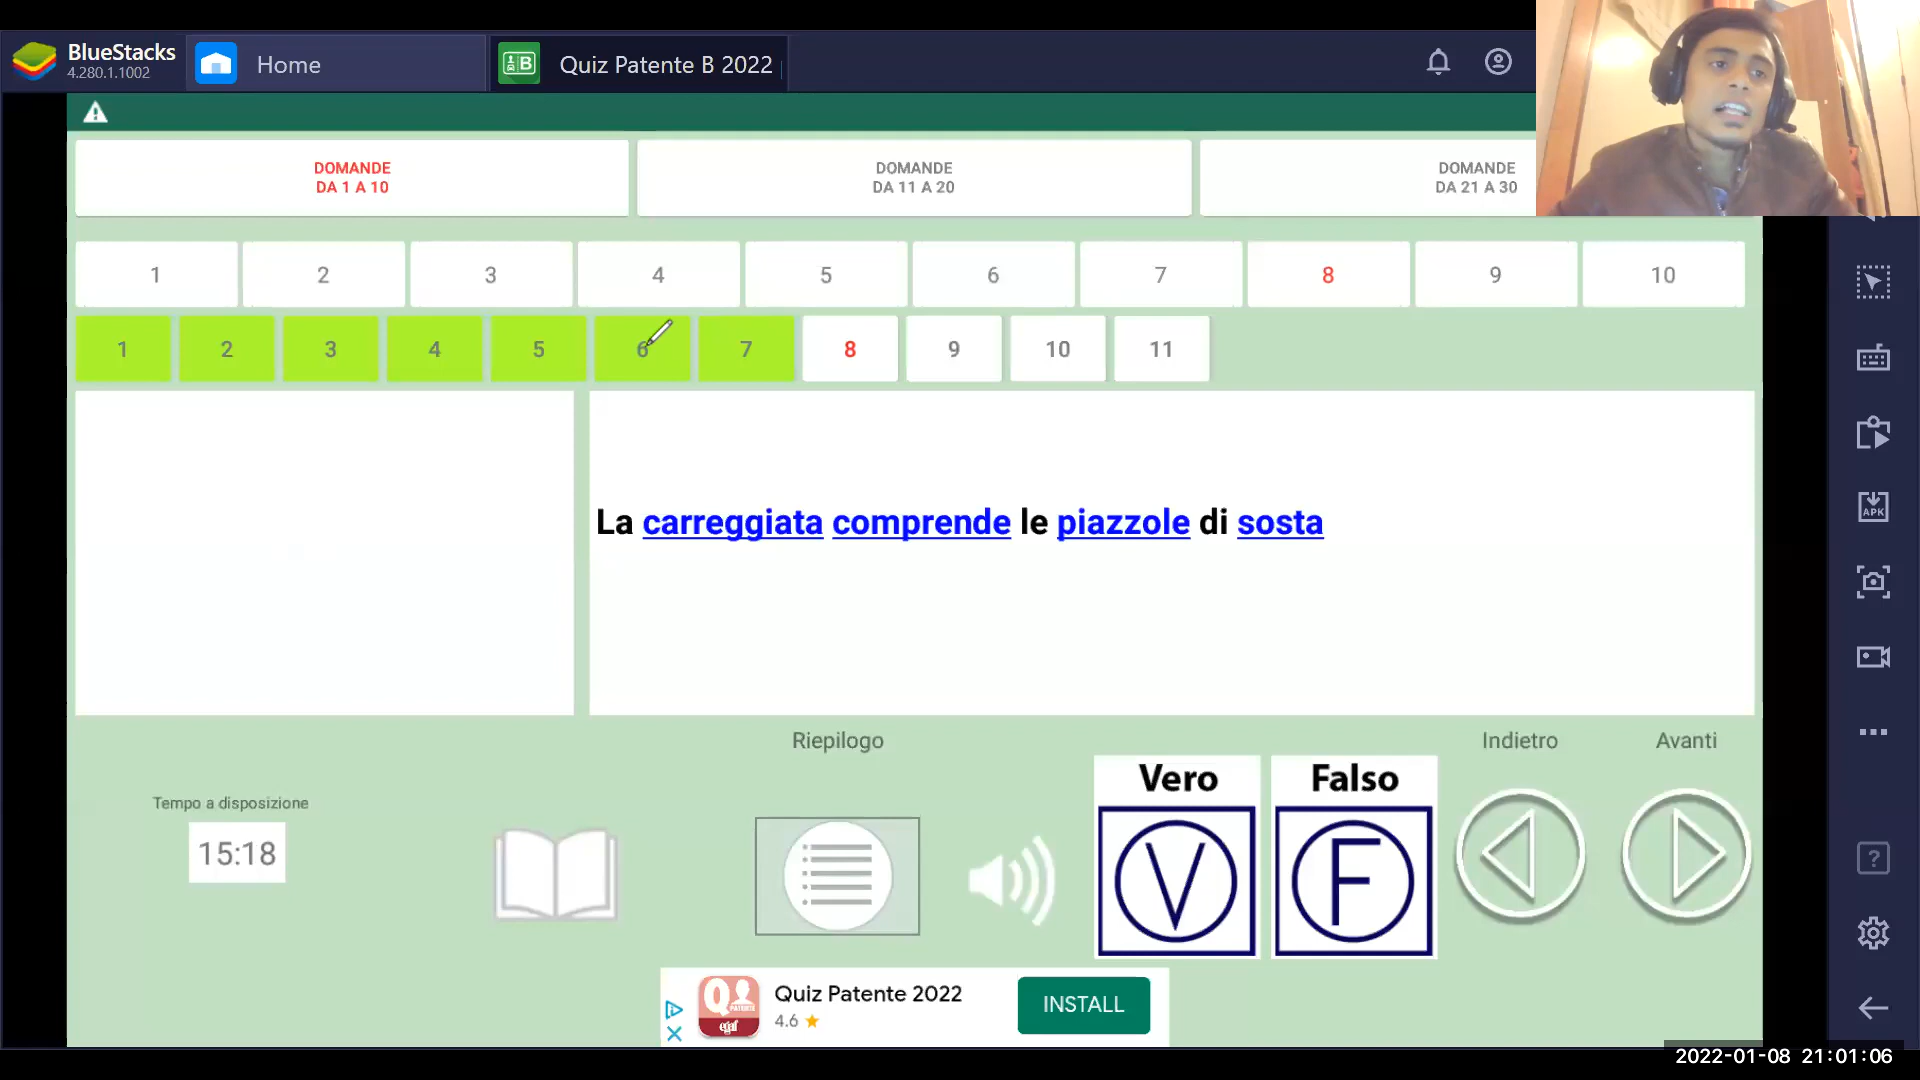 BlueStacks
4.280.1.1002
Home
Quiz Patente B 2022
DOMANDE
DA 1 A 10
DOMANDE
DA 11 A 20
DOMANDE
DA 21 A 30
1 2 3 4 5 6 7 8 9 10
1 2 3 4 5 6 7 8 9 10 11
La carreggiata comprende le piazzole di sosta
Riepilogo
Indietro
Avanti
Vero
Falso
V
F
Tempo a disposizione
15:18
Quiz Patente 2022
4.6
INSTALL
Q
PATENTE
egaf
B
APK
?
2022-01-08 21:01:06